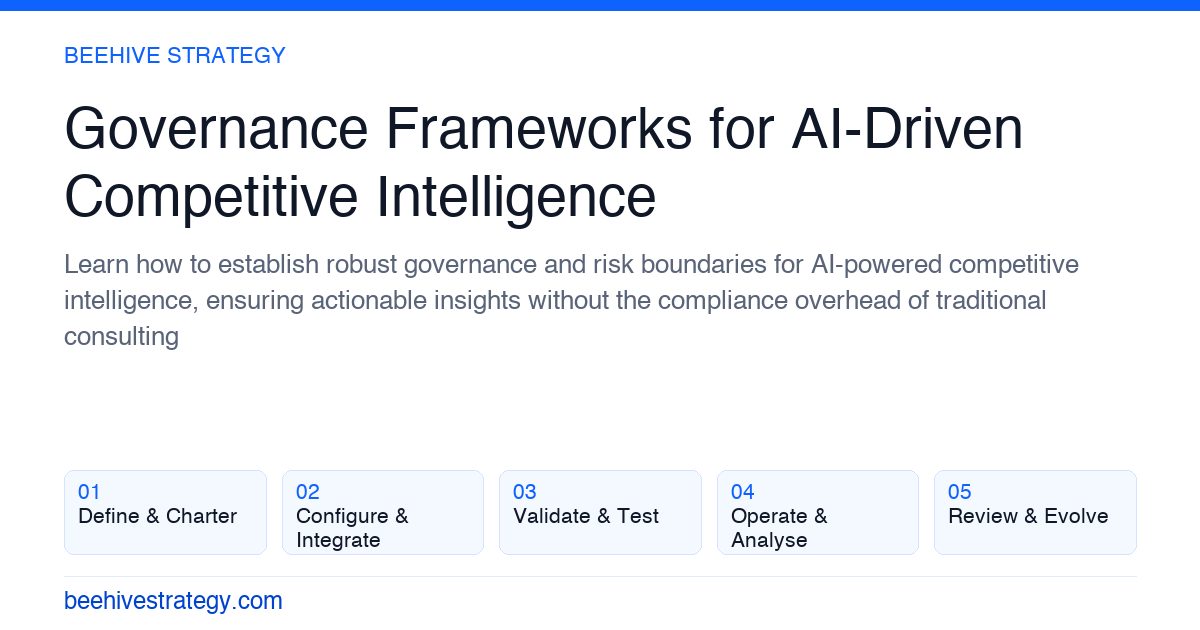 BEEHIVE STRATEGY
Governance Frameworks for AI-Driven
Competitive Intelligence
Learn how to establish robust governance and risk boundaries for AI-powered competitive
intelligence, ensuring actionable insights without the compliance overhead of traditional
consulting
01
Define & Charter
02
Configure &
Integrate
03
Validate & Test
04
Operate &
Analyse
05
Review & Evolve
beehivestrategy.com